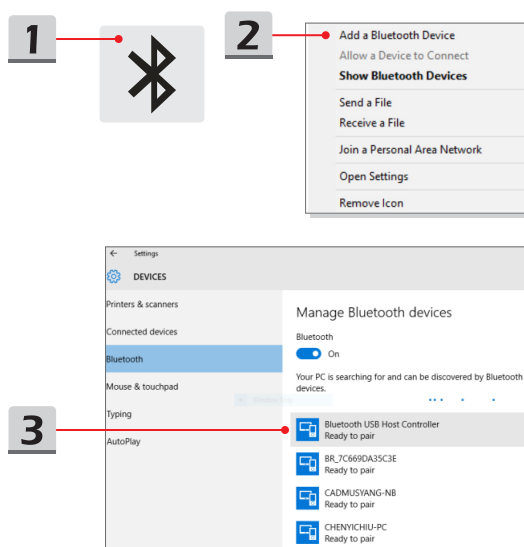 1
2
Add a Bluetooth Device
Allow a Device to Connect
Show Bluetooth Devices
Send a File
Receive a File
Join a Personal Area Network
Open Settings
Remove Icon
Settings
DEVICES
Printers & scanners
Connected devices
Bluetooth
Mouse & touchpad
Typing
AutoPlay
Manage Bluetooth devices
Bluetooth
On
Your PC is searching for and can be discovered by Bluetooth
devices.
3
Bluetooth USB Host Controller
Ready to pair
BR_7C669DA35C3E
Ready to pair
CADMUSYANG-NB
Ready to pair
CHENYICHIU-PC
Ready to pair